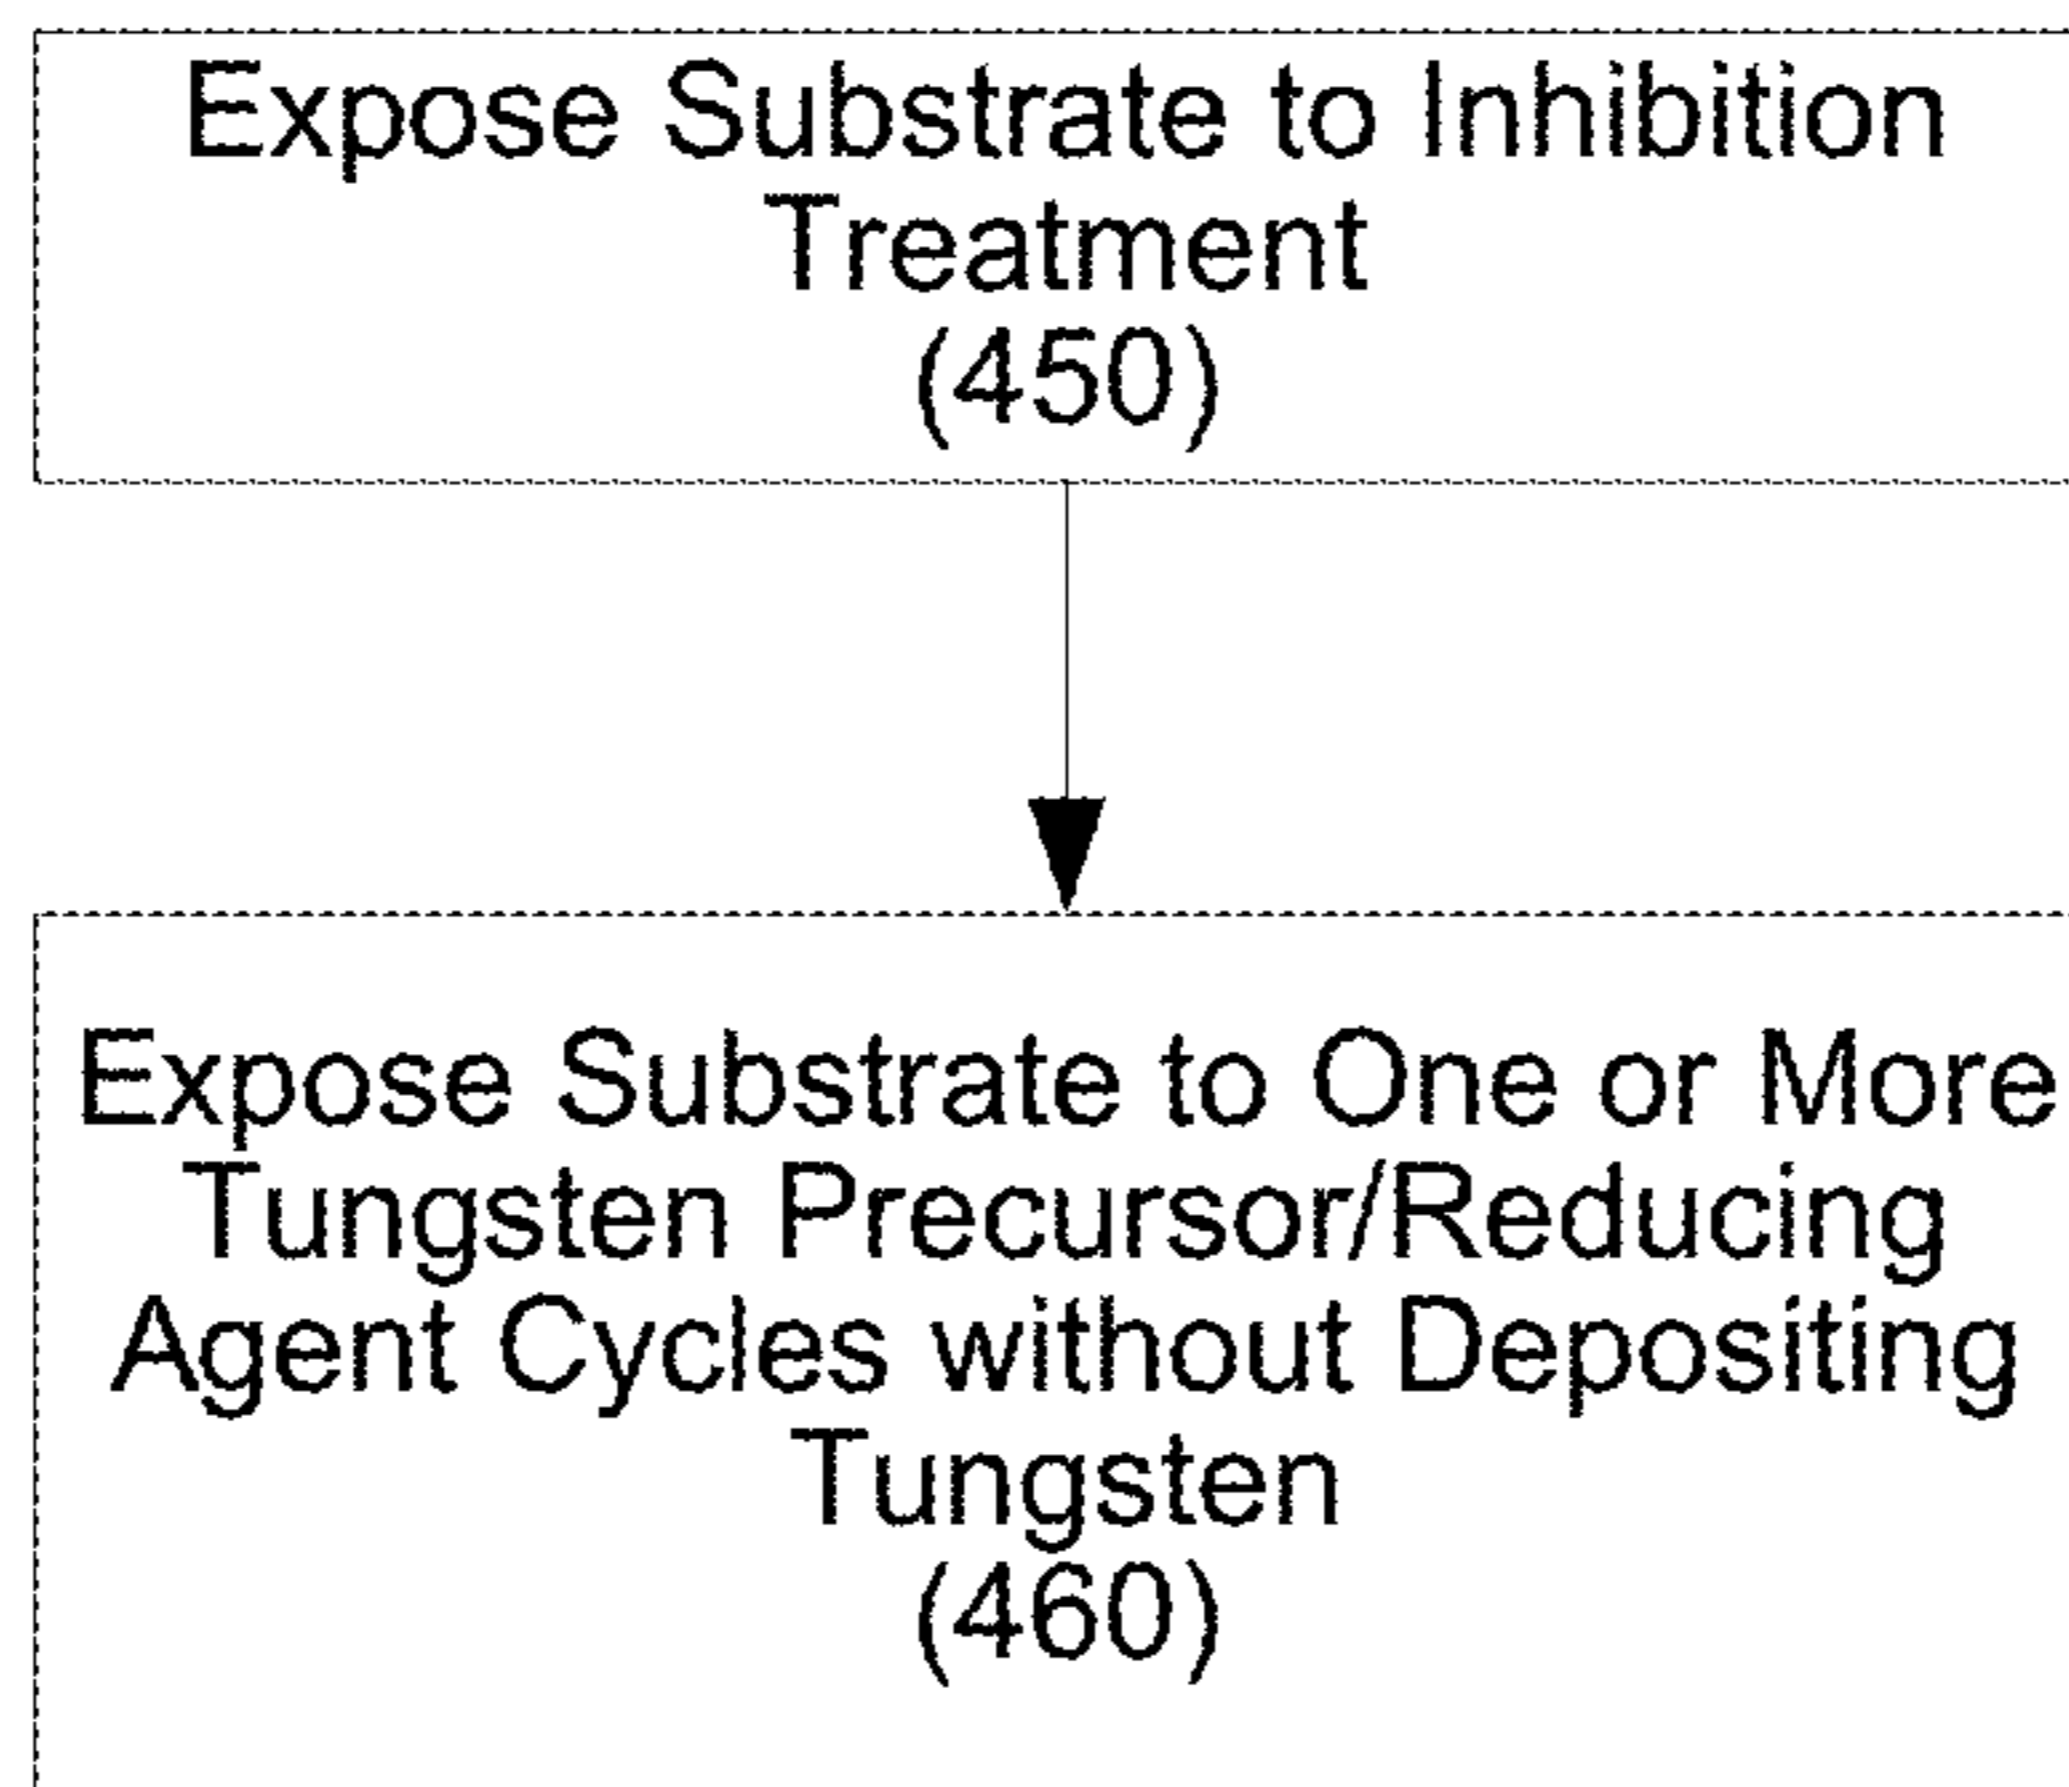 Expose Substrate to Inhibition
Treatment
(450)
Expose Substrate to One or More
Tungsten Precursor/Reducing
Agent Cycles without Depositing
Tungsten
(460)